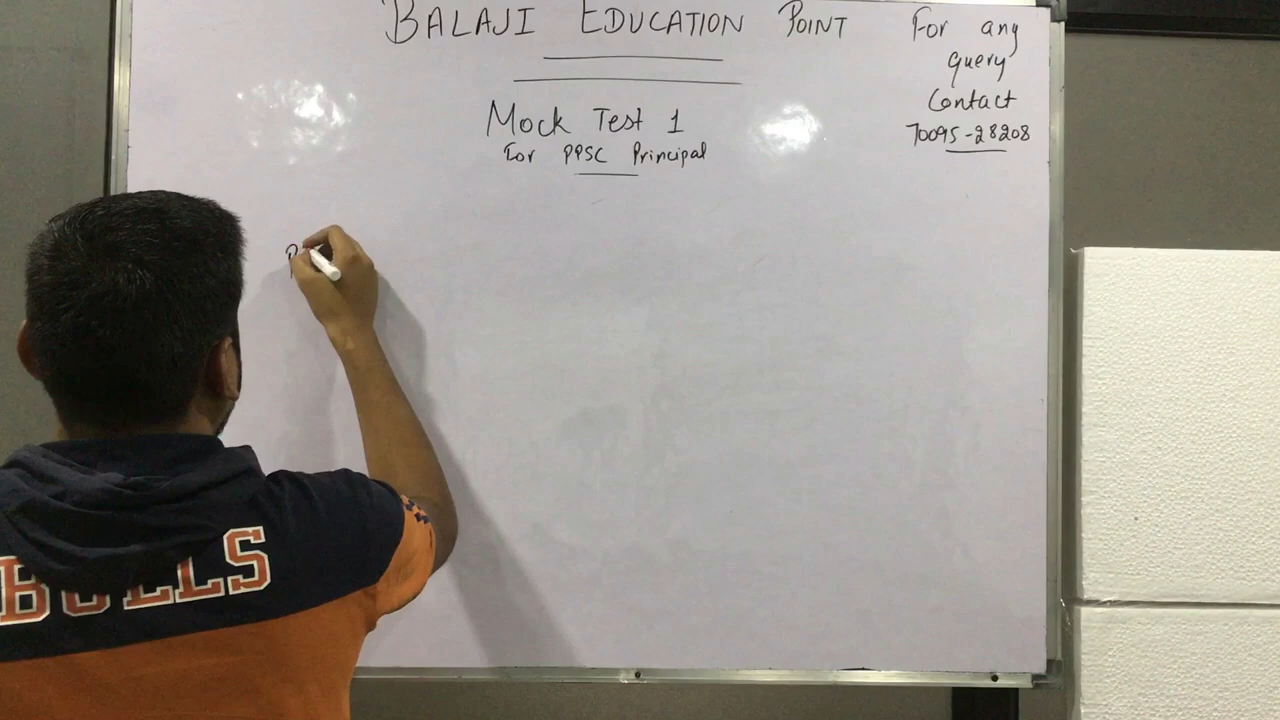 BALAJI EDUCATION POINT
Mock Test 1
For PPSC Principal
For any
query
Contact
70095-28208
BULLS